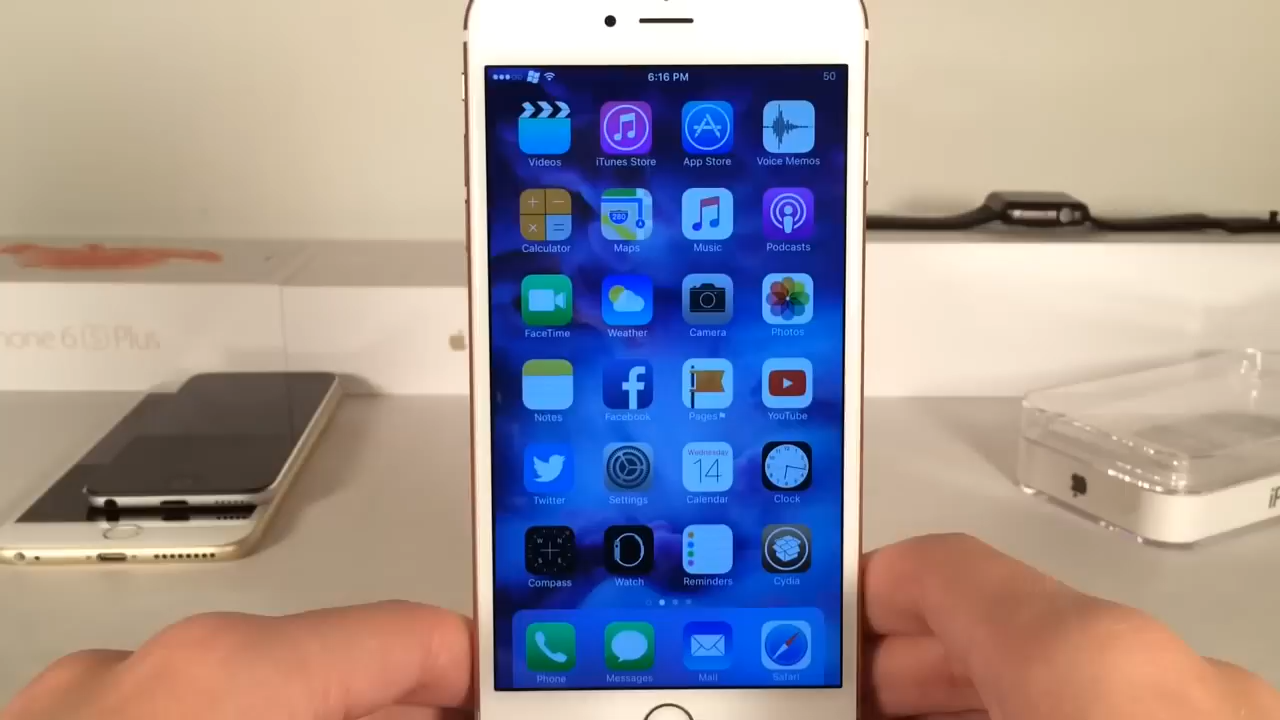 6:16 PM 50
Videos iTunes Store App Store Voice Memos
280
Calculator Maps Music Podcasts
FaceTime Weather Camera Photos
Notes Facebook Pages YouTube
Wednesday
14
Twitter Settings Calendar Clock
N
W
S
E
Compass Watch Reminders Cydia
Phone Messages Mail Safari
hone 6S Plus
iP